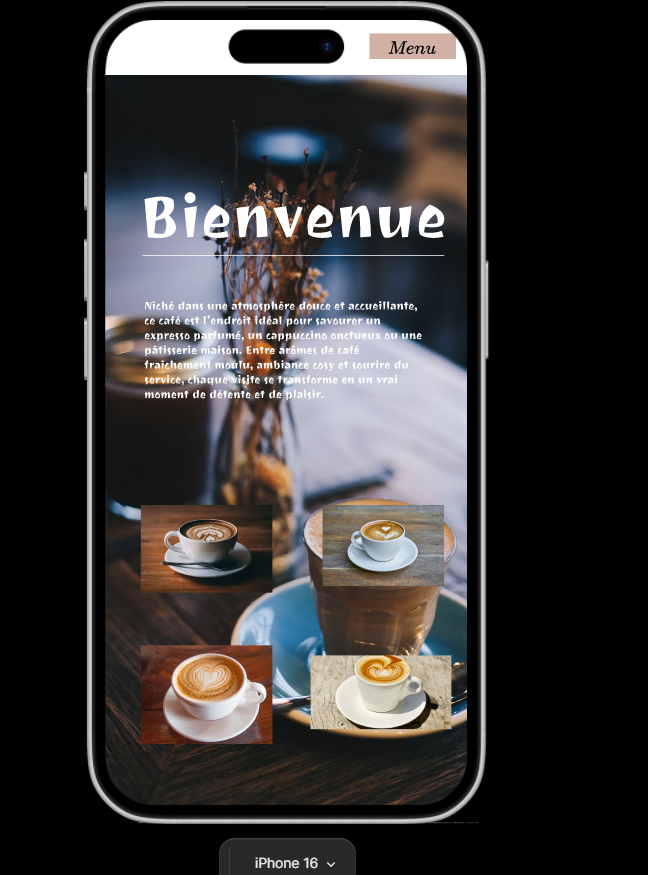 Menu
Bienvenue
Niché dans une atmosphère douce et accueillante,
ce café est l'endroit idéal pour savourer un
expresso parfumé, un cappuccino onctueux ou une
pâtisserie maison. Entre arômes de café
fraîchement moulu, ambiance cosy et sourire du
service, chaque visite se transforme en un vrai
moment de détente et de plaisir.
iPhone 16